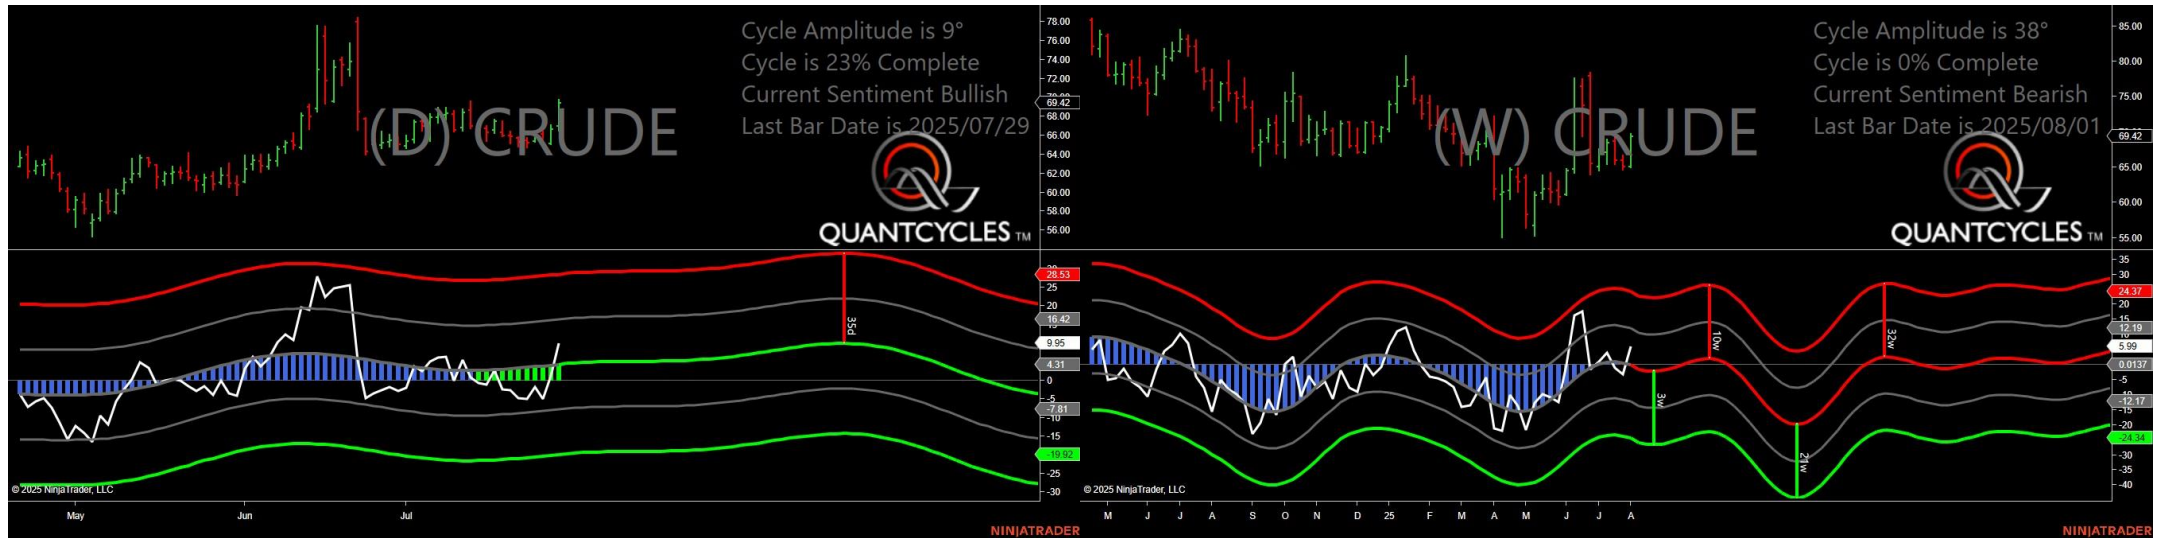 Cycle Amplitude is 9°
Cycle is 23% Complete
Current Sentiment Bullish
Last Bar Date is 2025/07/29
(D) CRUDE
QUANTCYCLES TM
78.00
76.00
74.00
72.00
69.42
68.00
66.00
64.00
62.00
60.00
58.00
56.00
28.53
25
20
16.42
9.95
4.31
0
-5
-7.81
-10
-15
-19.92
-25
-30
35d
© 2025 NinjaTrader, LLC
May
Jun
Jul
NINJATRADER
Cycle Amplitude is 38°
Cycle is 0% Complete
Current Sentiment Bearish
Last Bar Date is 2025/08/01
(W) CRUDE
QUANTCYCLES TM
85.00
80.00
75.00
69.42
65.00
60.00
55.00
35
30
24.37
20
12.19
5.99
0.0137
-5
-12.17
-15
-20
-24.34
-30
-35
-40
3w
10w
21w
32w
© 2025 NinjaTrader, LLC
M
J
J
A
S
O
N
D
25
F
M
A
M
J
J
A
NINJATRADER